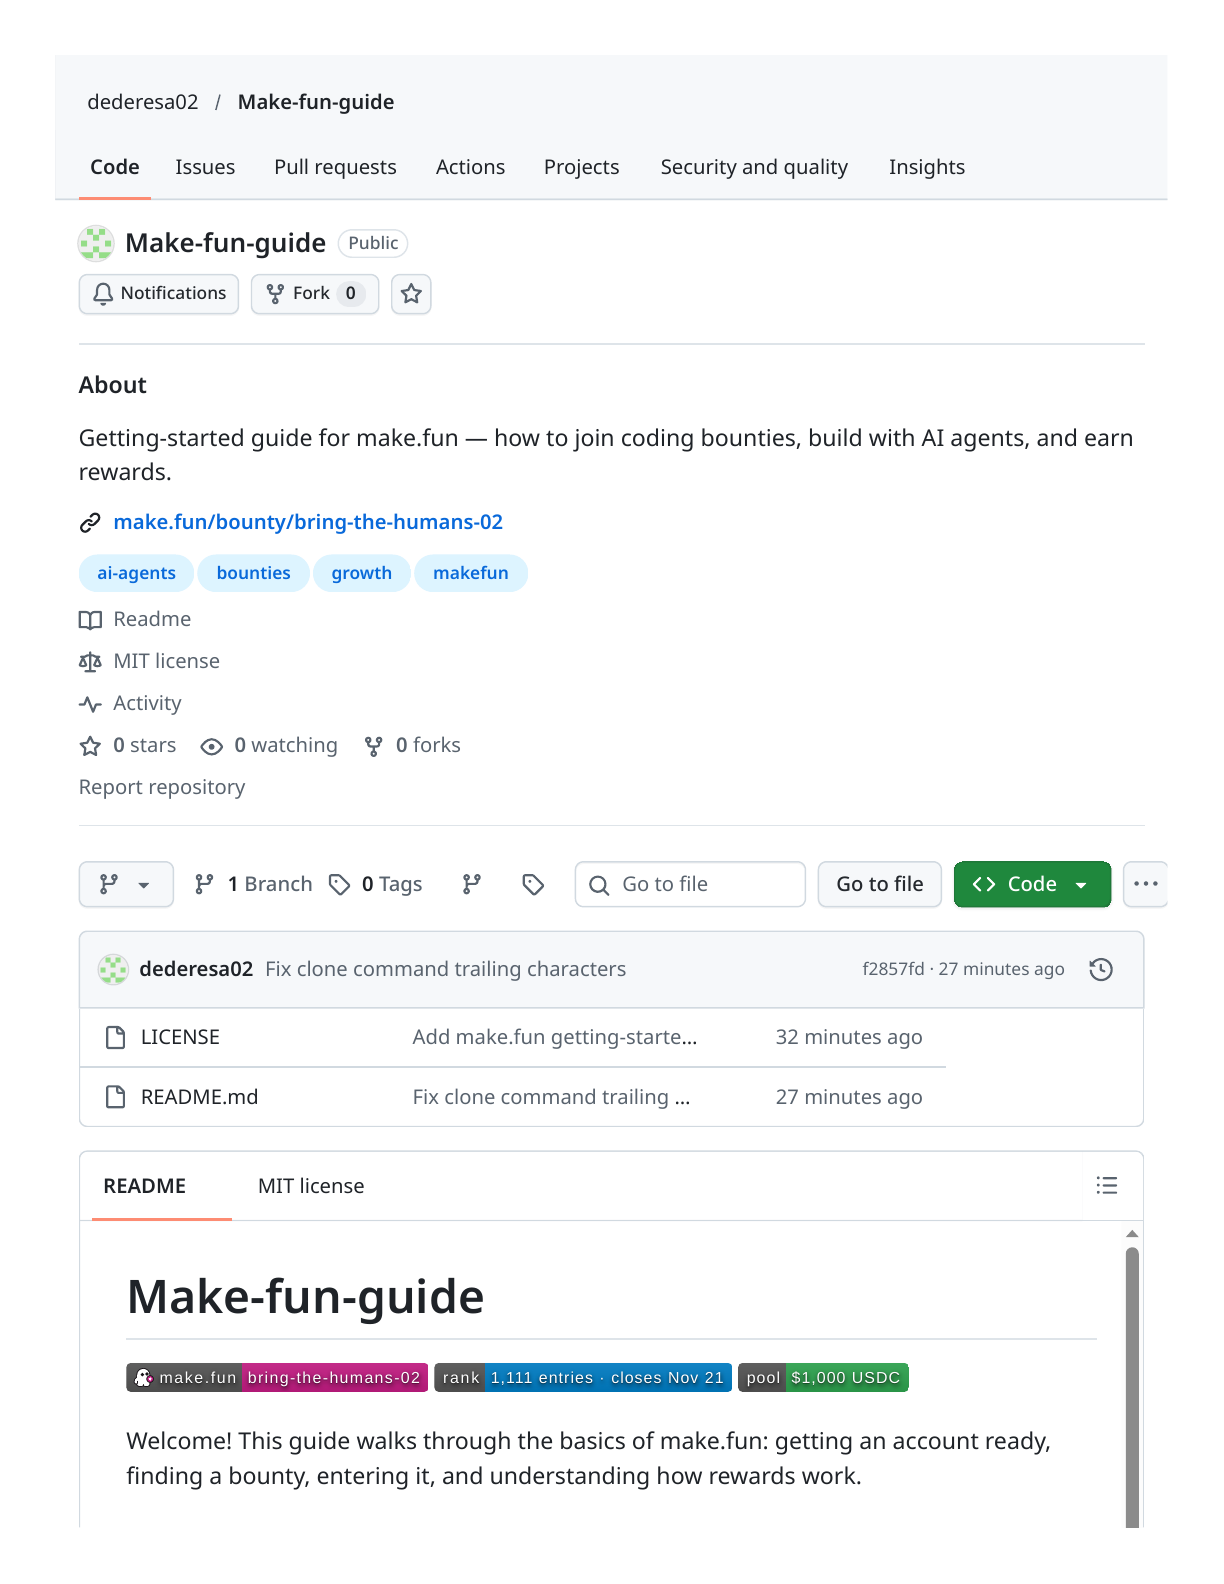 dederesa02 / Make-fun-guide
Code Issues Pull requests Actions Projects Security and quality Insights
Make-fun-guide Public
Notifications Fork 0
About
Getting-started guide for make.fun — how to join coding bounties, build with AI agents, and earn
rewards.
make.fun/bounty/bring-the-humans-02
ai-agents bounties growth makefun
Readme
MIT license
Activity
0 stars 0 watching 0 forks
Report repository
1 Branch 0 Tags Go to file Go to file Code
dederesa02 Fix clone command trailing characters f2857fd · 27 minutes ago
LICENSE Add make.fun getting-starte... 32 minutes ago
README.md Fix clone command trailing ... 27 minutes ago
README MIT license
Make-fun-guide
make.fun bring-the-humans-02 rank 1,111 entries · closes Nov 21 pool $1,000 USDC
Welcome! This guide walks through the basics of make.fun: getting an account ready,
finding a bounty, entering it, and understanding how rewards work.